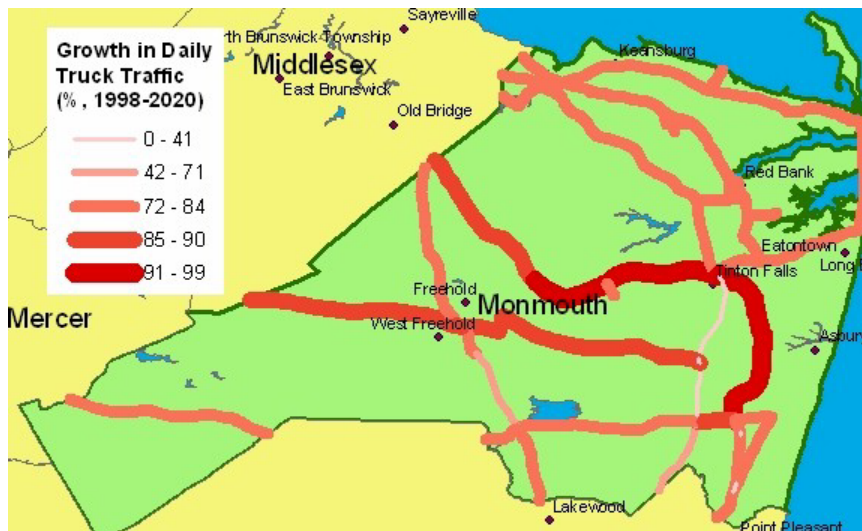 Growth in Daily
Truck Traffic
(%, 1998-2020)
0 - 41
42 - 71
72 - 84
85 - 90
91 - 99
Sayreville
th Brunswick Township
Middlesex
East Brunswick
Old Bridge
Keansburg
Red Bank
Eatontown
Long
Tinton Falls
Freehold
Monmouth
West Freehold
Mercer
Asbury
Lakewood
Point Pleasant